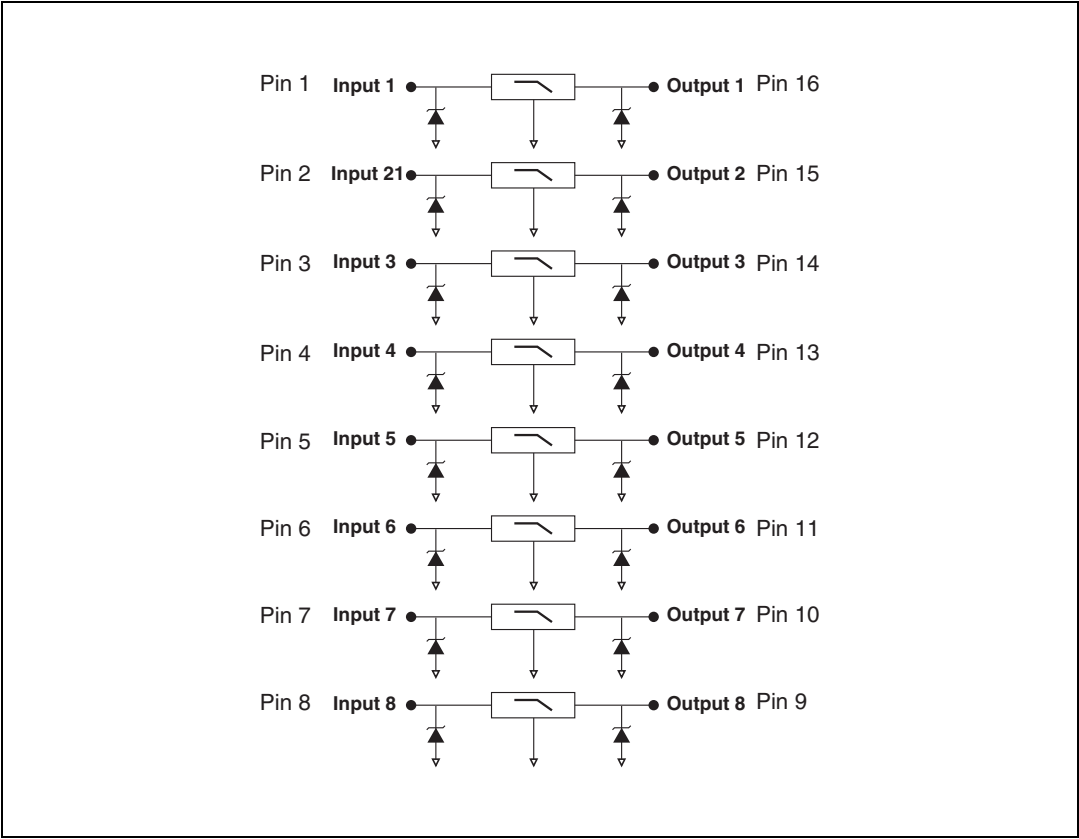 Pin 1 Input 1 Output 1 Pin 16
Pin 2 Input 21 Output 2 Pin 15
Pin 3 Input 3 Output 3 Pin 14
Pin 4 Input 4 Output 4 Pin 13
Pin 5 Input 5 Output 5 Pin 12
Pin 6 Input 6 Output 6 Pin 11
Pin 7 Input 7 Output 7 Pin 10
Pin 8 Input 8 Output 8 Pin 9